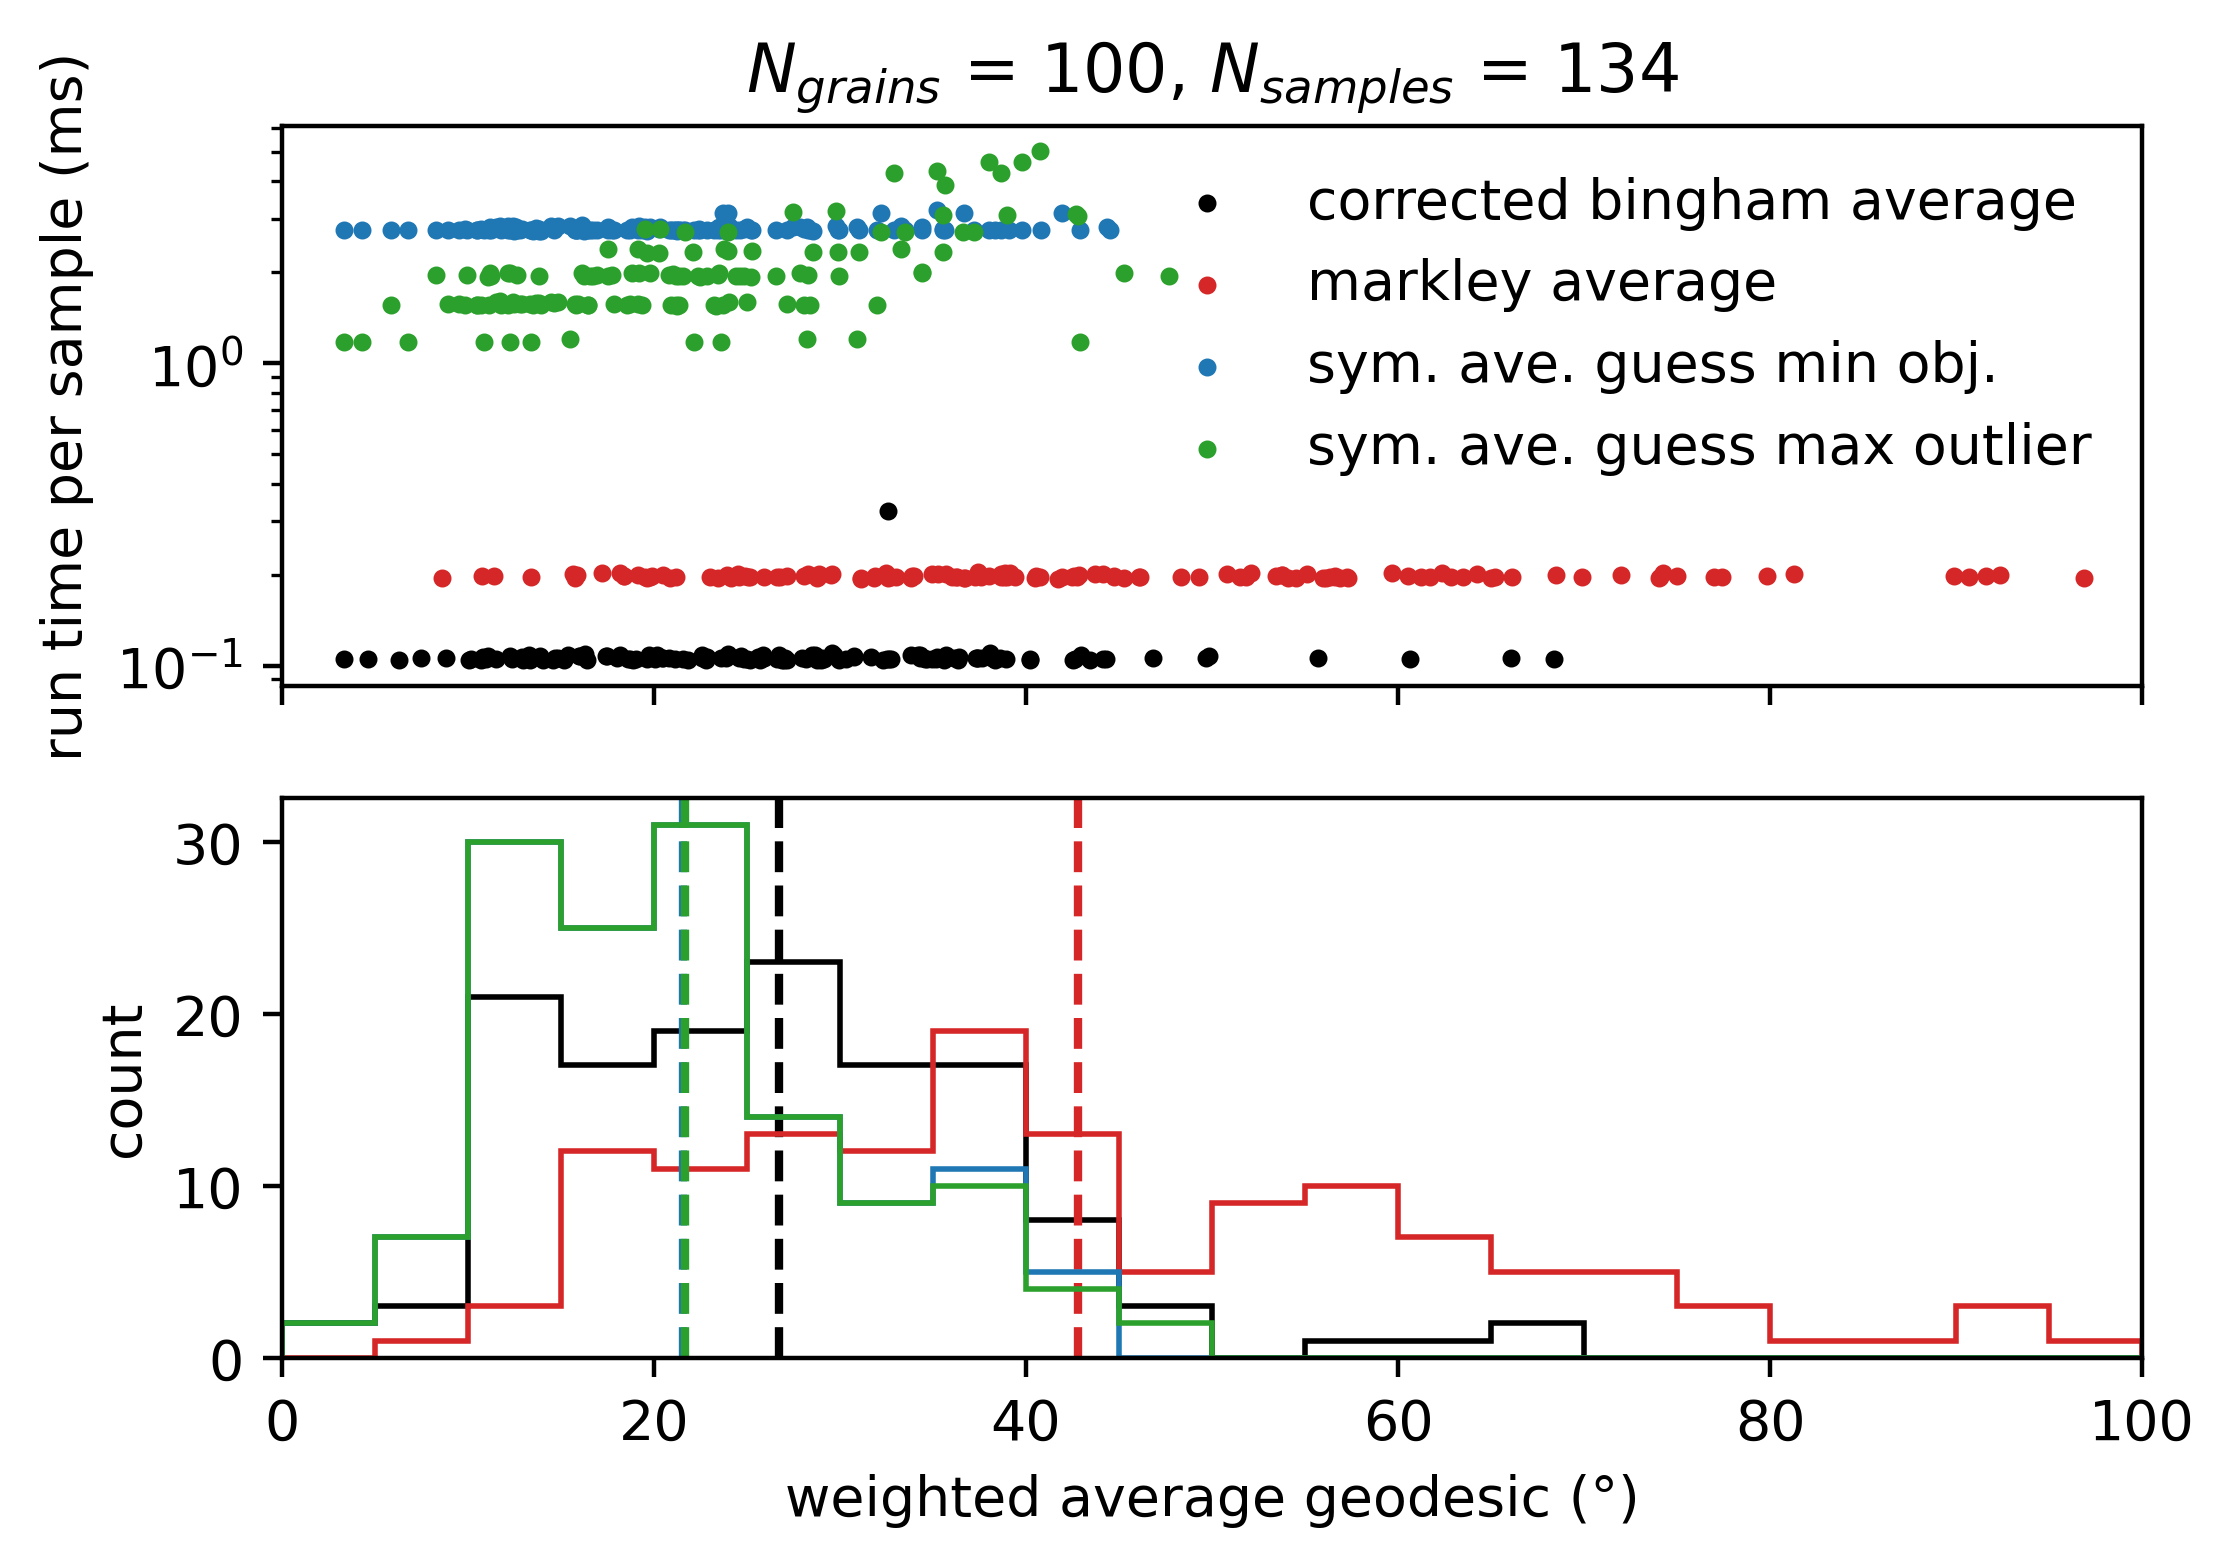 N_grains = 100, N_samples = 134
run time per sample (ms)
10^0
10^−1
corrected bingham average
markley average
sym. ave. guess min obj.
sym. ave. guess max outlier
count
30
20
10
0
0 20 40 60 80 100
weighted average geodesic (°)